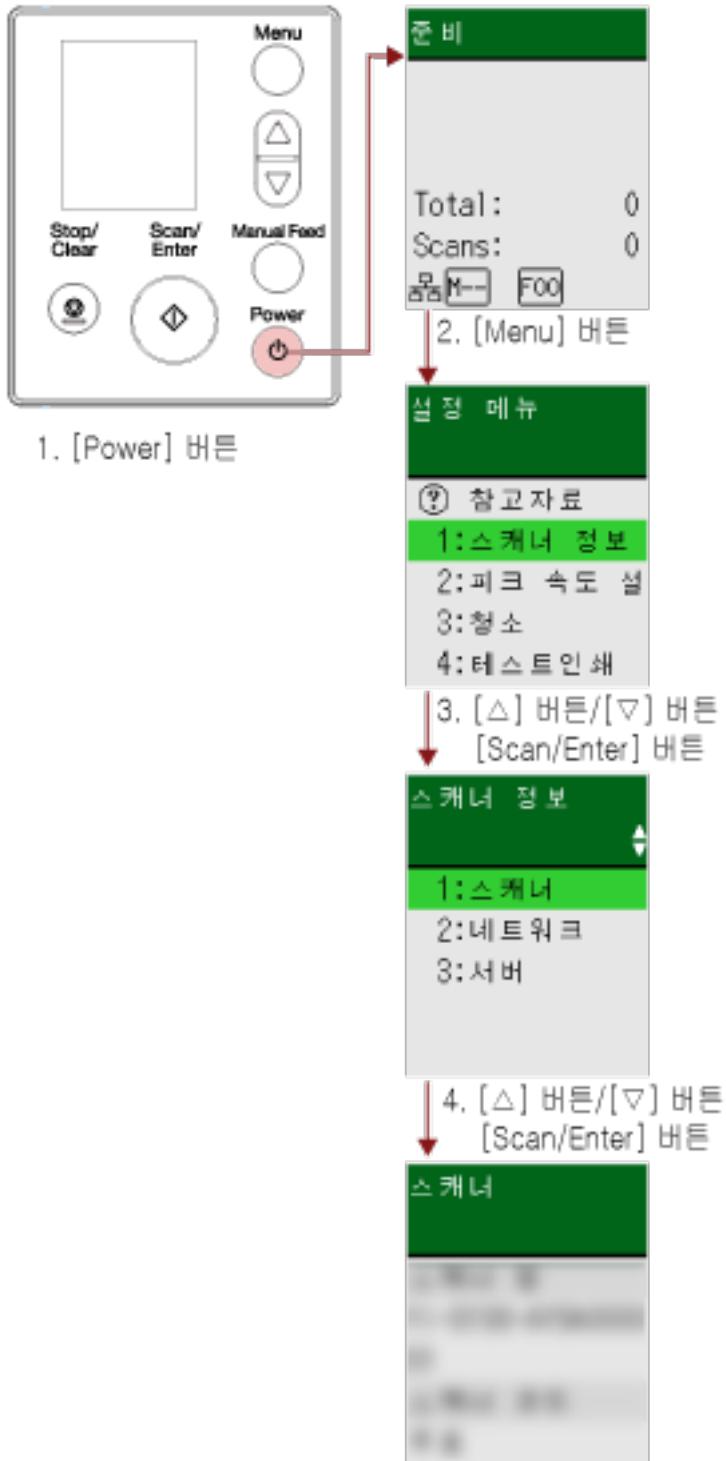 Menu
Stop/
Clear
Scan/
Enter
Manual Feed
Power
1. [Power] 버튼
준비
Total: 0
Scans: 0
M-- F00
2. [Menu] 버튼
설정 메뉴
? 참고자료
1:스캐너 정보
2:피크 속도 설
3:청소
4:테스트인쇄
3. [△] 버튼/[▽] 버튼
[Scan/Enter] 버튼
스캐너 정보
1:스캐너
2:네트워크
3:서버
4. [△] 버튼/[▽] 버튼
[Scan/Enter] 버튼
스캐너